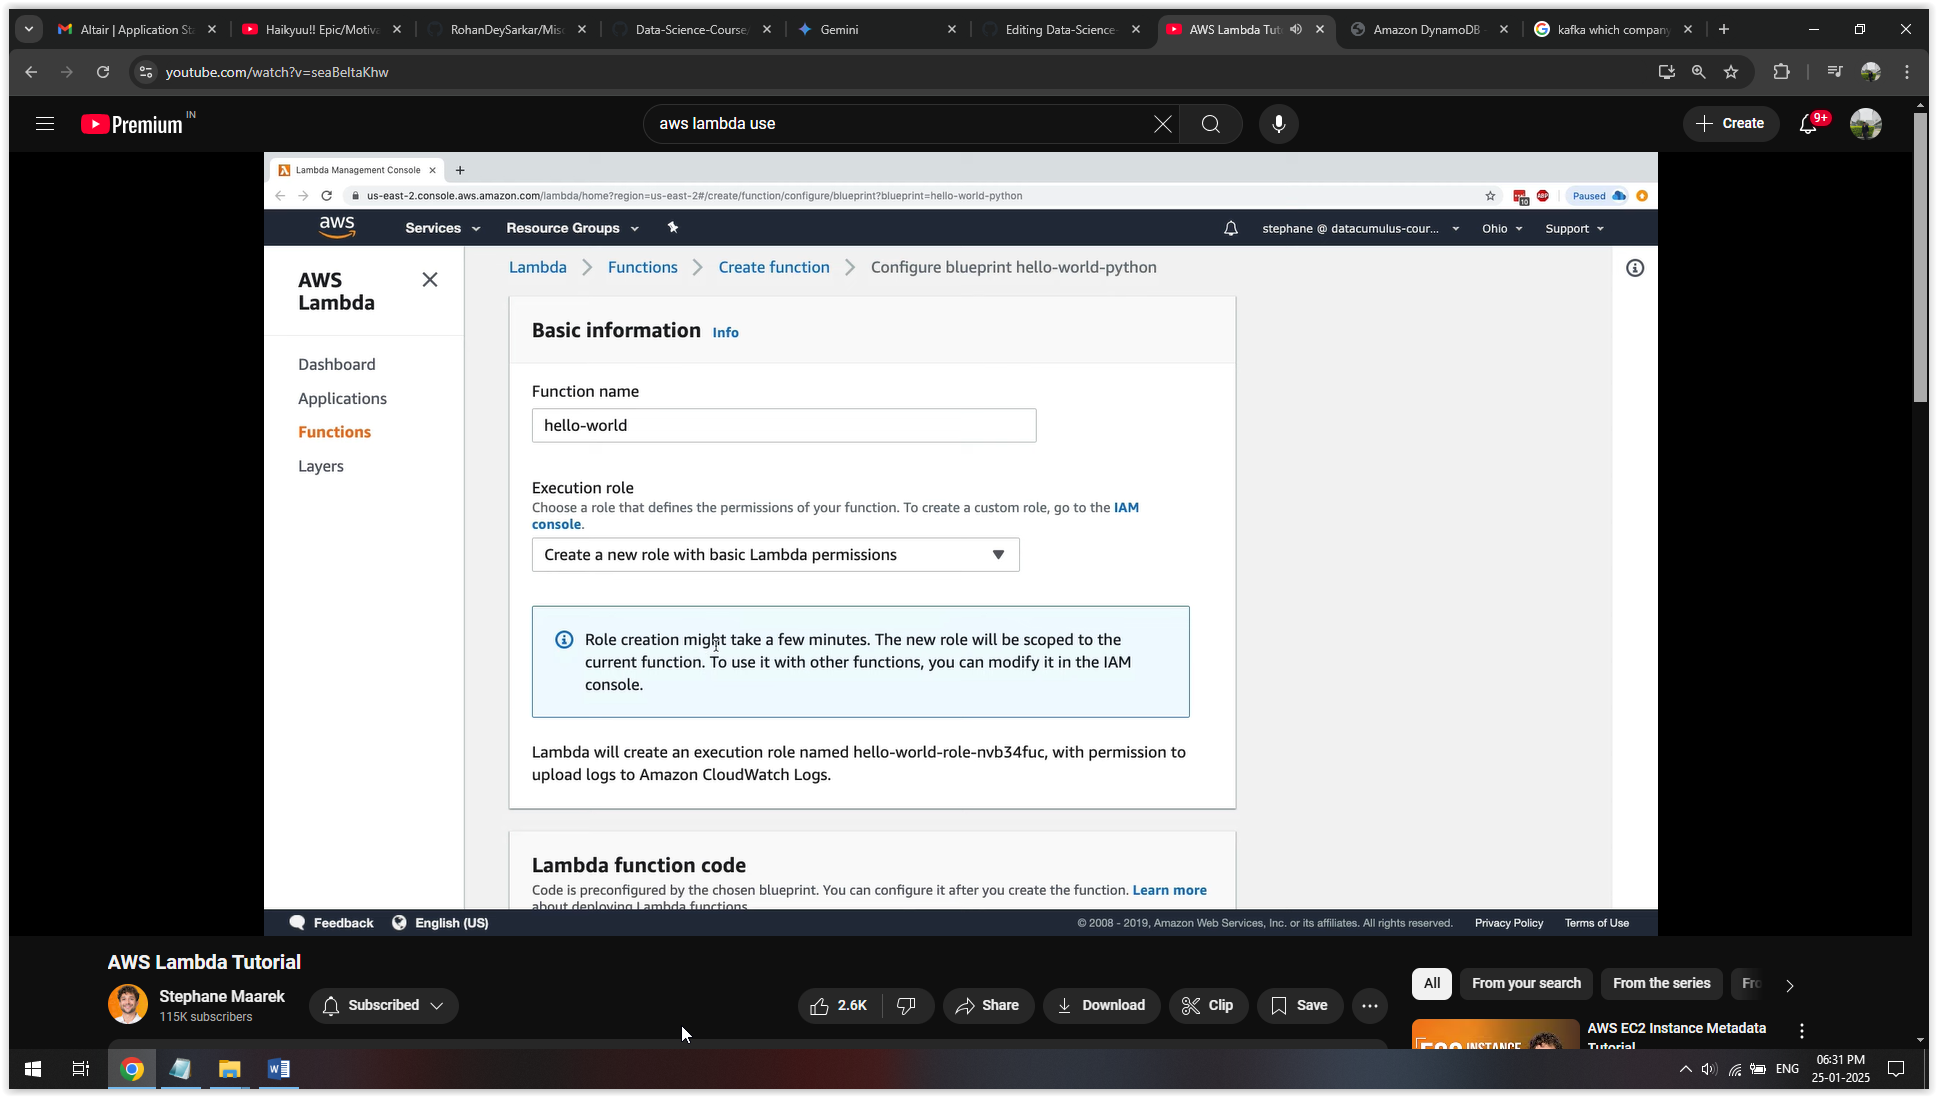 Altair | Application Sta
Haikyuu!! Epic/Motiva
RohanDeySarkar/Misc
Data-Science-Course/
Gemini
Editing Data-Science-
AWS Lambda Tut
Amazon DynamoDB
kafka which company
youtube.com/watch?v=seaBeltaKhw
Premium IN
aws lambda use
Create
9+
Lambda Management Console
us-east-2.console.aws.amazon.com/lambda/home?region=us-east-2#/create/function/configure/blueprint?blueprint=hello-world-python
10
ABP
Paused
aws
Services
Resource Groups
stephane @ datacumulus-cour...
Ohio
Support
AWS
Lambda
Dashboard
Applications
Functions
Layers
Lambda
Functions
Create function
Configure blueprint hello-world-python
Basic information Info
Function name
hello-world
Execution role
Choose a role that defines the permissions of your function. To create a custom role, go to the IAM
console.
Create a new role with basic Lambda permissions
Role creation might take a few minutes. The new role will be scoped to the
current function. To use it with other functions, you can modify it in the IAM
console.
Lambda will create an execution role named hello-world-role-nvb34fuc, with permission to
upload logs to Amazon CloudWatch Logs.
Lambda function code
Code is preconfigured by the chosen blueprint. You can configure it after you create the function. Learn more
about deploying Lambda functions.
Feedback
English (US)
© 2008 - 2019, Amazon Web Services, Inc. or its affiliates. All rights reserved.
Privacy Policy
Terms of Use
AWS Lambda Tutorial
Stephane Maarek
115K subscribers
Subscribed
2.6K
Share
Download
Clip
Save
All
From your search
From the series
Fro
AWS EC2 Instance Metadata
Tutorial
INSTANCE
W
ENG
06:31 PM
25-01-2025